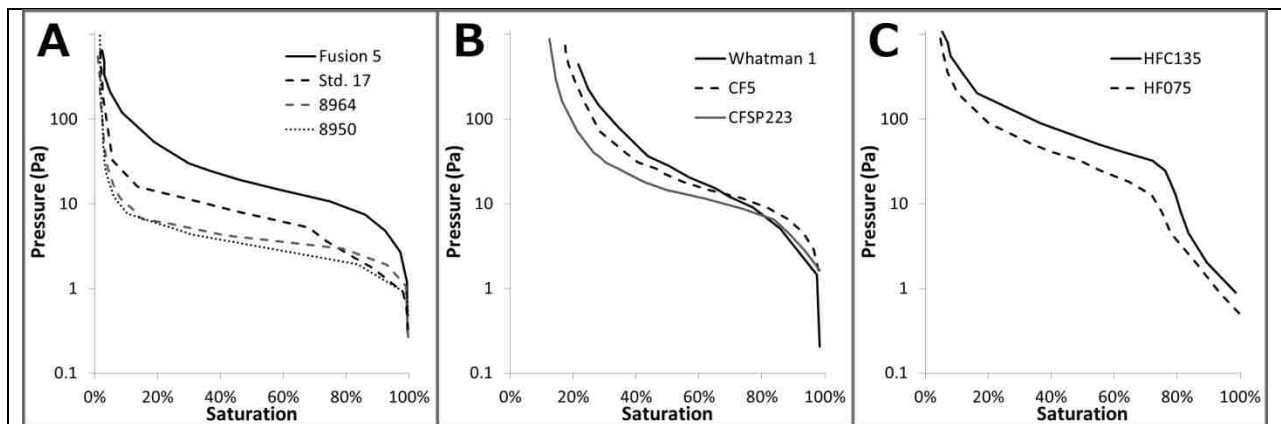 A
Fusion 5
Std. 17
8964
8950
Pressure (Pa)
100
10
1
0.1
0% 20% 40% 60% 80% 100%
Saturation
B
Whatman 1
CF5
CFSP223
Pressure (Pa)
100
10
1
0.1
0% 20% 40% 60% 80% 100%
Saturation
C
HFC135
HF075
Pressure (Pa)
100
10
1
0.1
0% 20% 40% 60% 80% 100%
Saturation